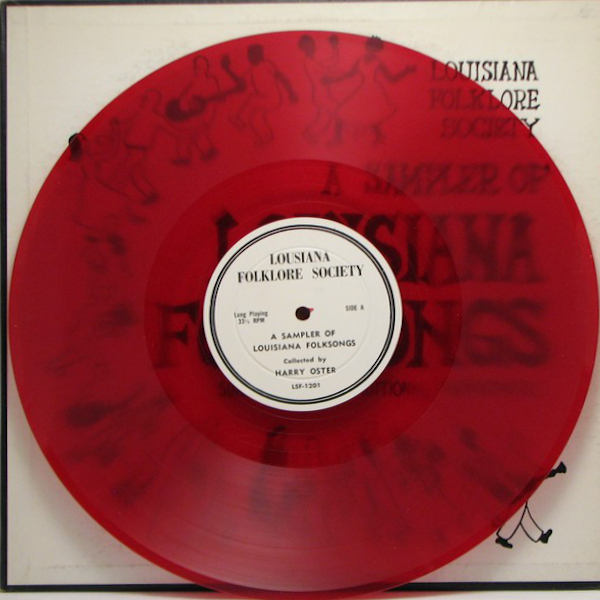 LOUISIANA
FOLKLORE
SOCIETY
A SAMPLER OF
LOUISIANA
FOLKSONGS
LOUSIANA
FOLKLORE SOCIETY
Long Playing
33⅓ RPM
SIDE A
A SAMPLER OF
LOUISIANA FOLKSONGS
Collected by
HARRY OSTER
LSF-1201